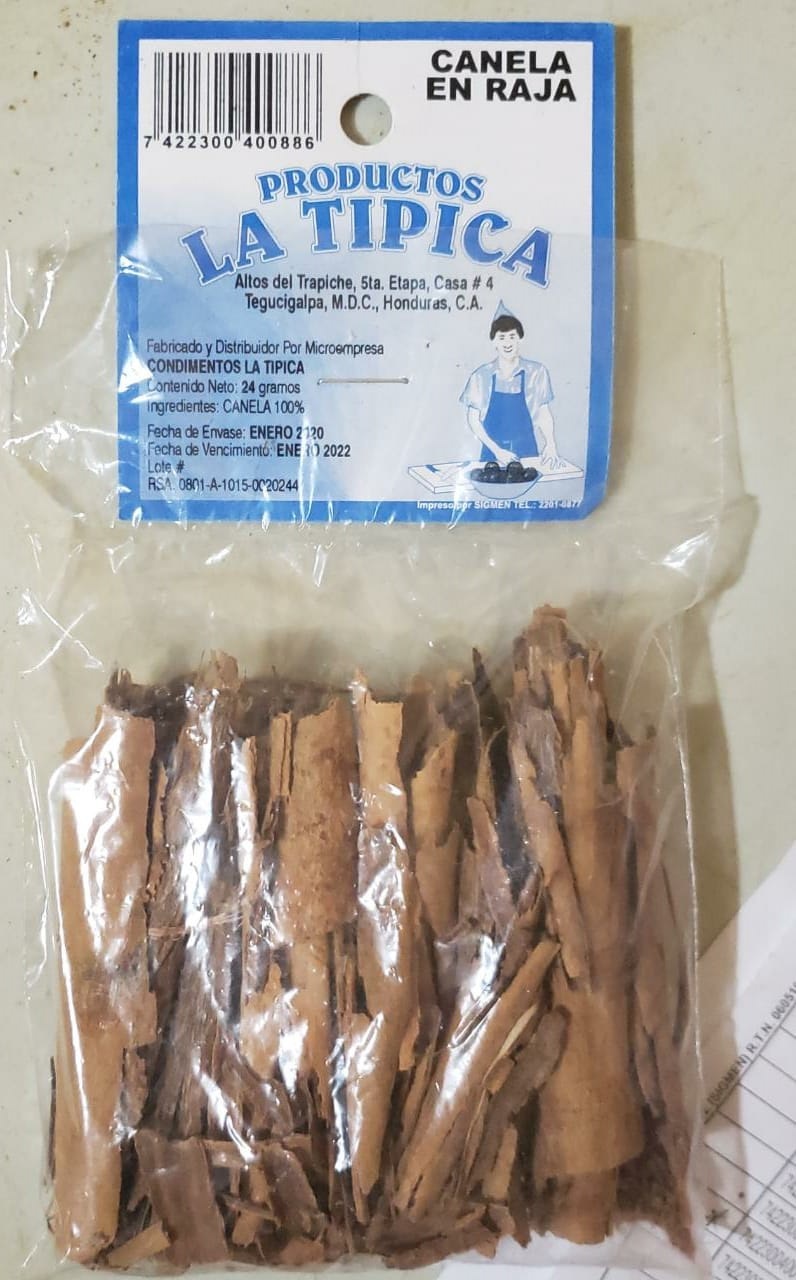 CANELA
EN RAJA
7 422300 400886
PRODUCTOS
LA TIPICA
Altos del Trapiche, 5ta. Etapa, Casa # 4
Tegucigalpa, M.D.C., Honduras, C.A.
Fabricado y Distribuidor Por Microempresa
CONDIMENTOS LA TIPICA
Contenido Neto: 24 gramos
Ingredientes: CANELA 100%
Fecha de Envase: ENERO 2020
Fecha de Vencimiento: ENERO 2022
Lote #
RSA. 0801-A-1015-0020244
Impreso por SIGMEN TEL.: 2201-0877
(SIGMEN) R.T.N.